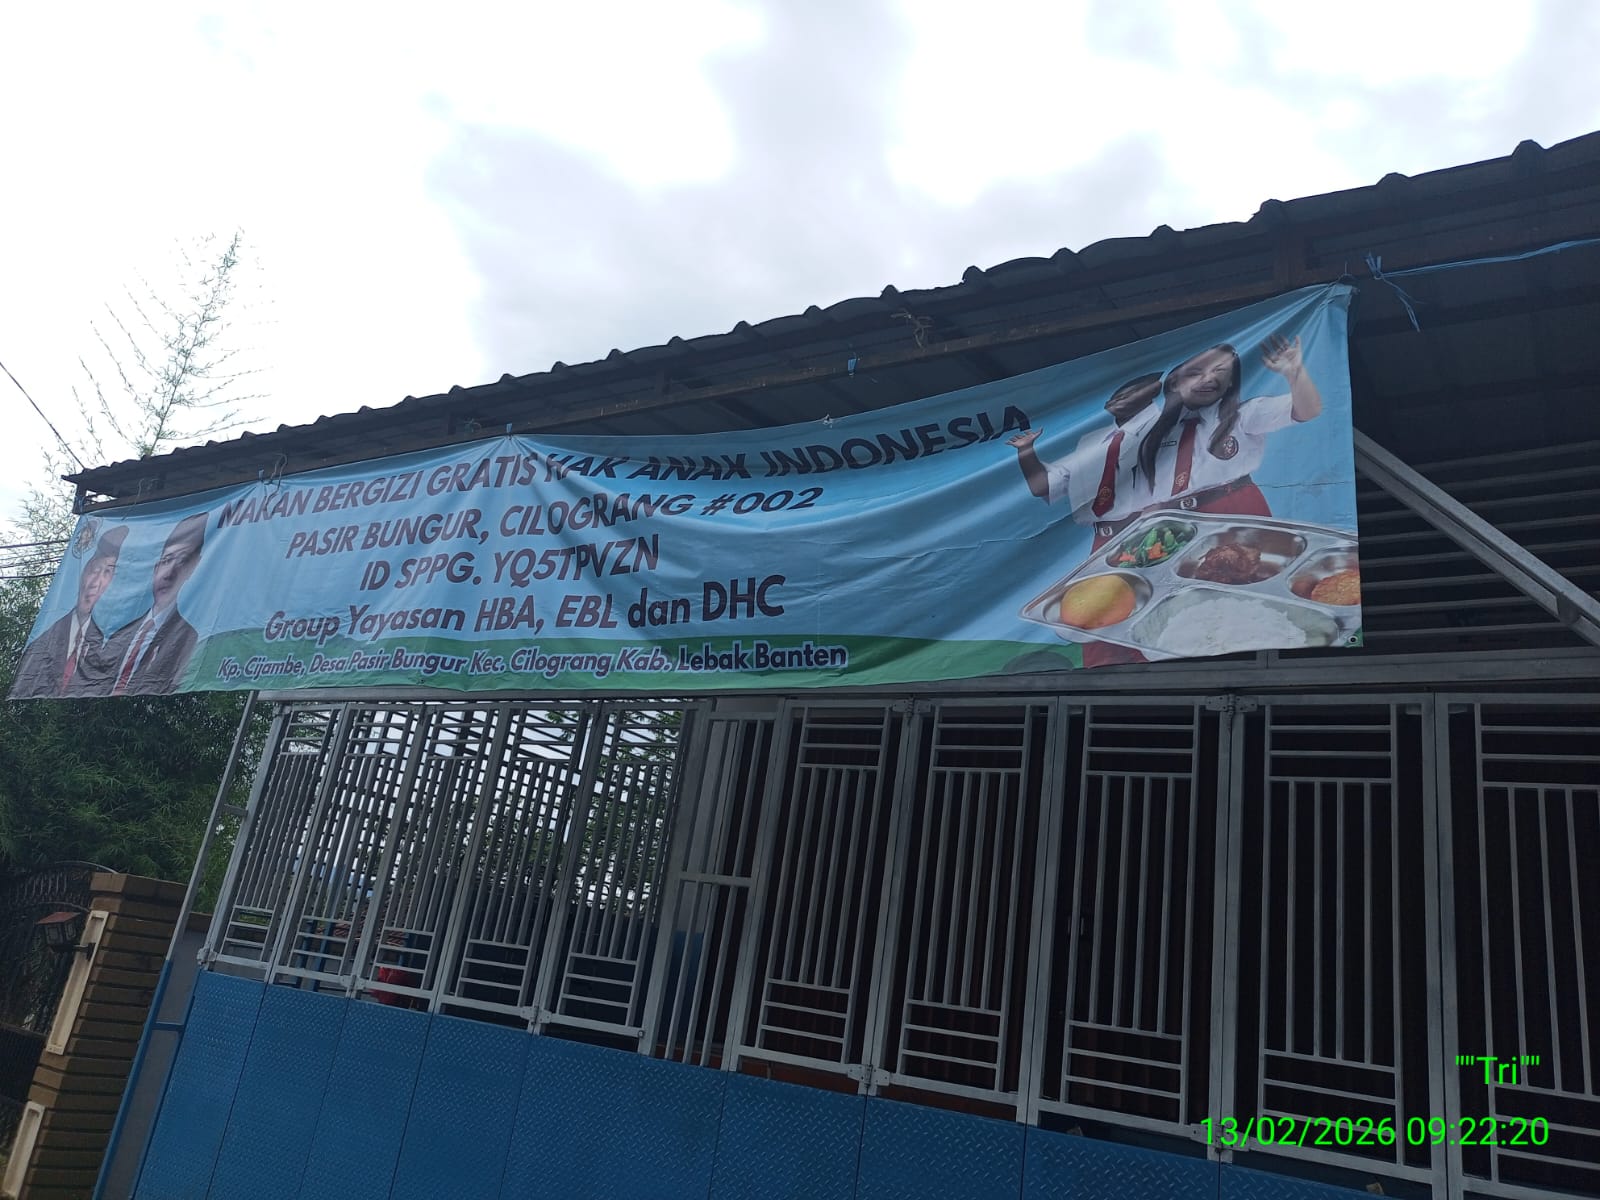 MAKAN BERGIZI GRATIS HAK ANAK INDONESIA
PASIR BUNGUR, CILOGRANG #002
ID SPPG. YQ5TPVZN
Group Yayasan HBA, EBL dan DHC
Kp. Cijambe, Desa Pasir Bungur Kec. Cilograng Kab. Lebak Banten
""Tri""
13/02/2026 09:22:20